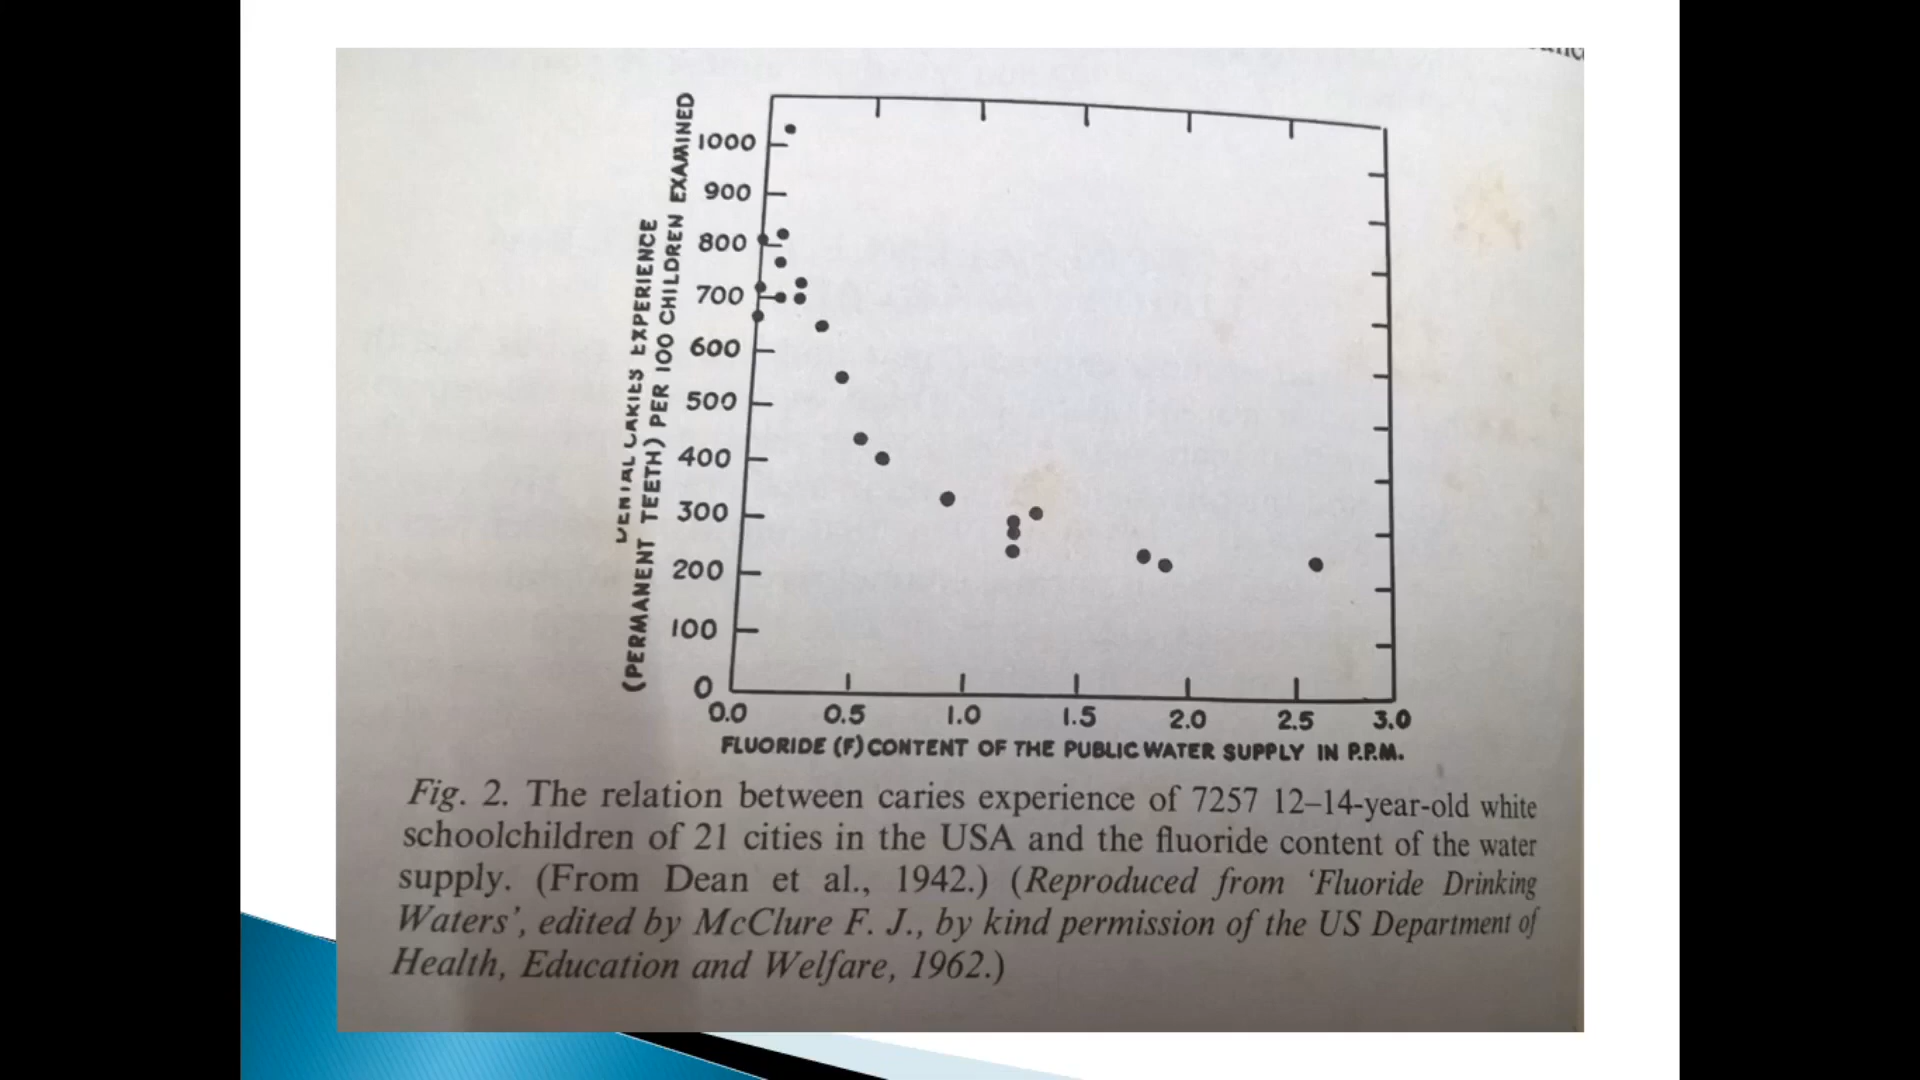 DENTAL CARIES EXPERIENCE
(PERMANENT TEETH) PER 100 CHILDREN EXAMINED
1000
900
800
700
600
500
400
300
200
100
0
0.0 0.5 1.0 1.5 2.0 2.5 3.0
FLUORIDE (F) CONTENT OF THE PUBLIC WATER SUPPLY IN P.P.M.
Fig. 2. The relation between caries experience of 7257 12–14-year-old white
schoolchildren of 21 cities in the USA and the fluoride content of the water
supply. (From Dean et al., 1942.) (Reproduced from ‘Fluoride Drinking
Waters’, edited by McClure F. J., by kind permission of the US Department of
Health, Education and Welfare, 1962.)